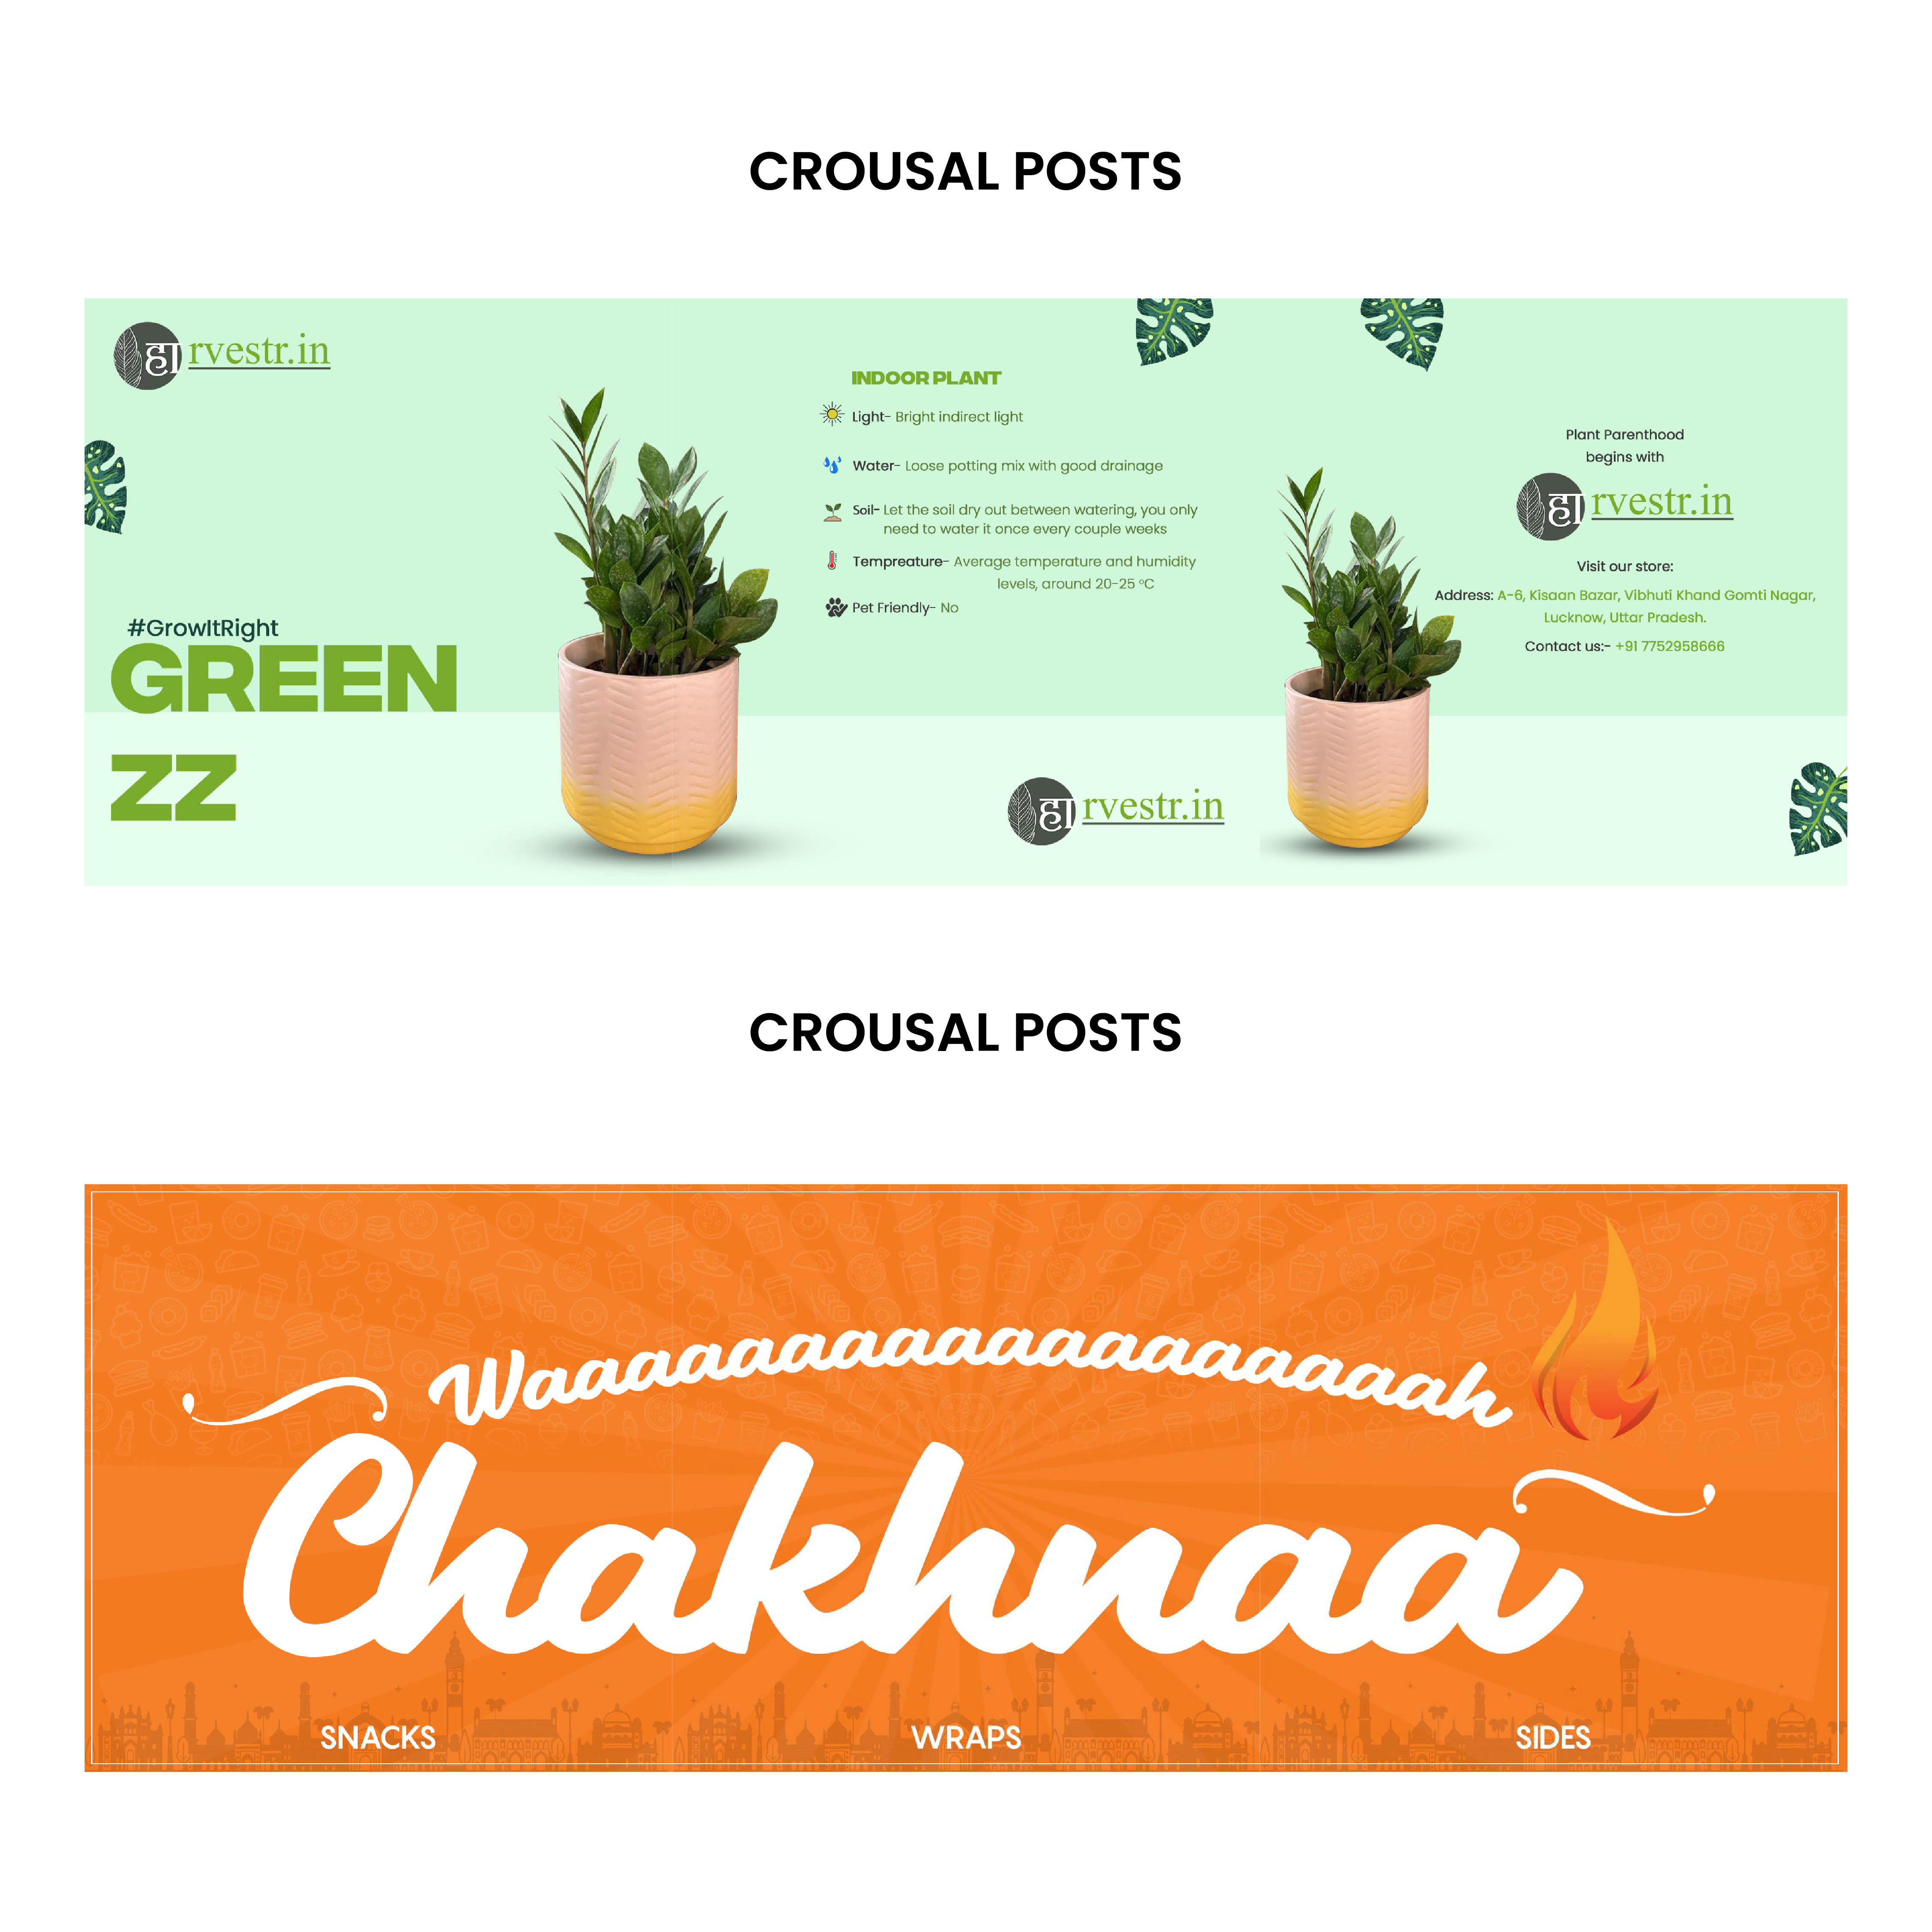 CROUSAL POSTS
हा rvestr.in
#GrowItRight
GREEN
ZZ
INDOOR PLANT
Light- Bright indirect light
Water- Loose potting mix with good drainage
Soil- Let the soil dry out between watering, you only
need to water it once every couple weeks
Tempreature- Average temperature and humidity
levels, around 20-25 °C
Pet Friendly- No
हा rvestr.in
Plant Parenthood
begins with
हा rvestr.in
Visit our store:
Address: A-6, Kisaan Bazar, Vibhuti Khand Gomti Nagar,
Lucknow, Uttar Pradesh.
Contact us:- +91 7752958666
CROUSAL POSTS
Waaaaaaaaaaaaaaaaaaaaah
Chakhnaa
SNACKS
WRAPS
SIDES